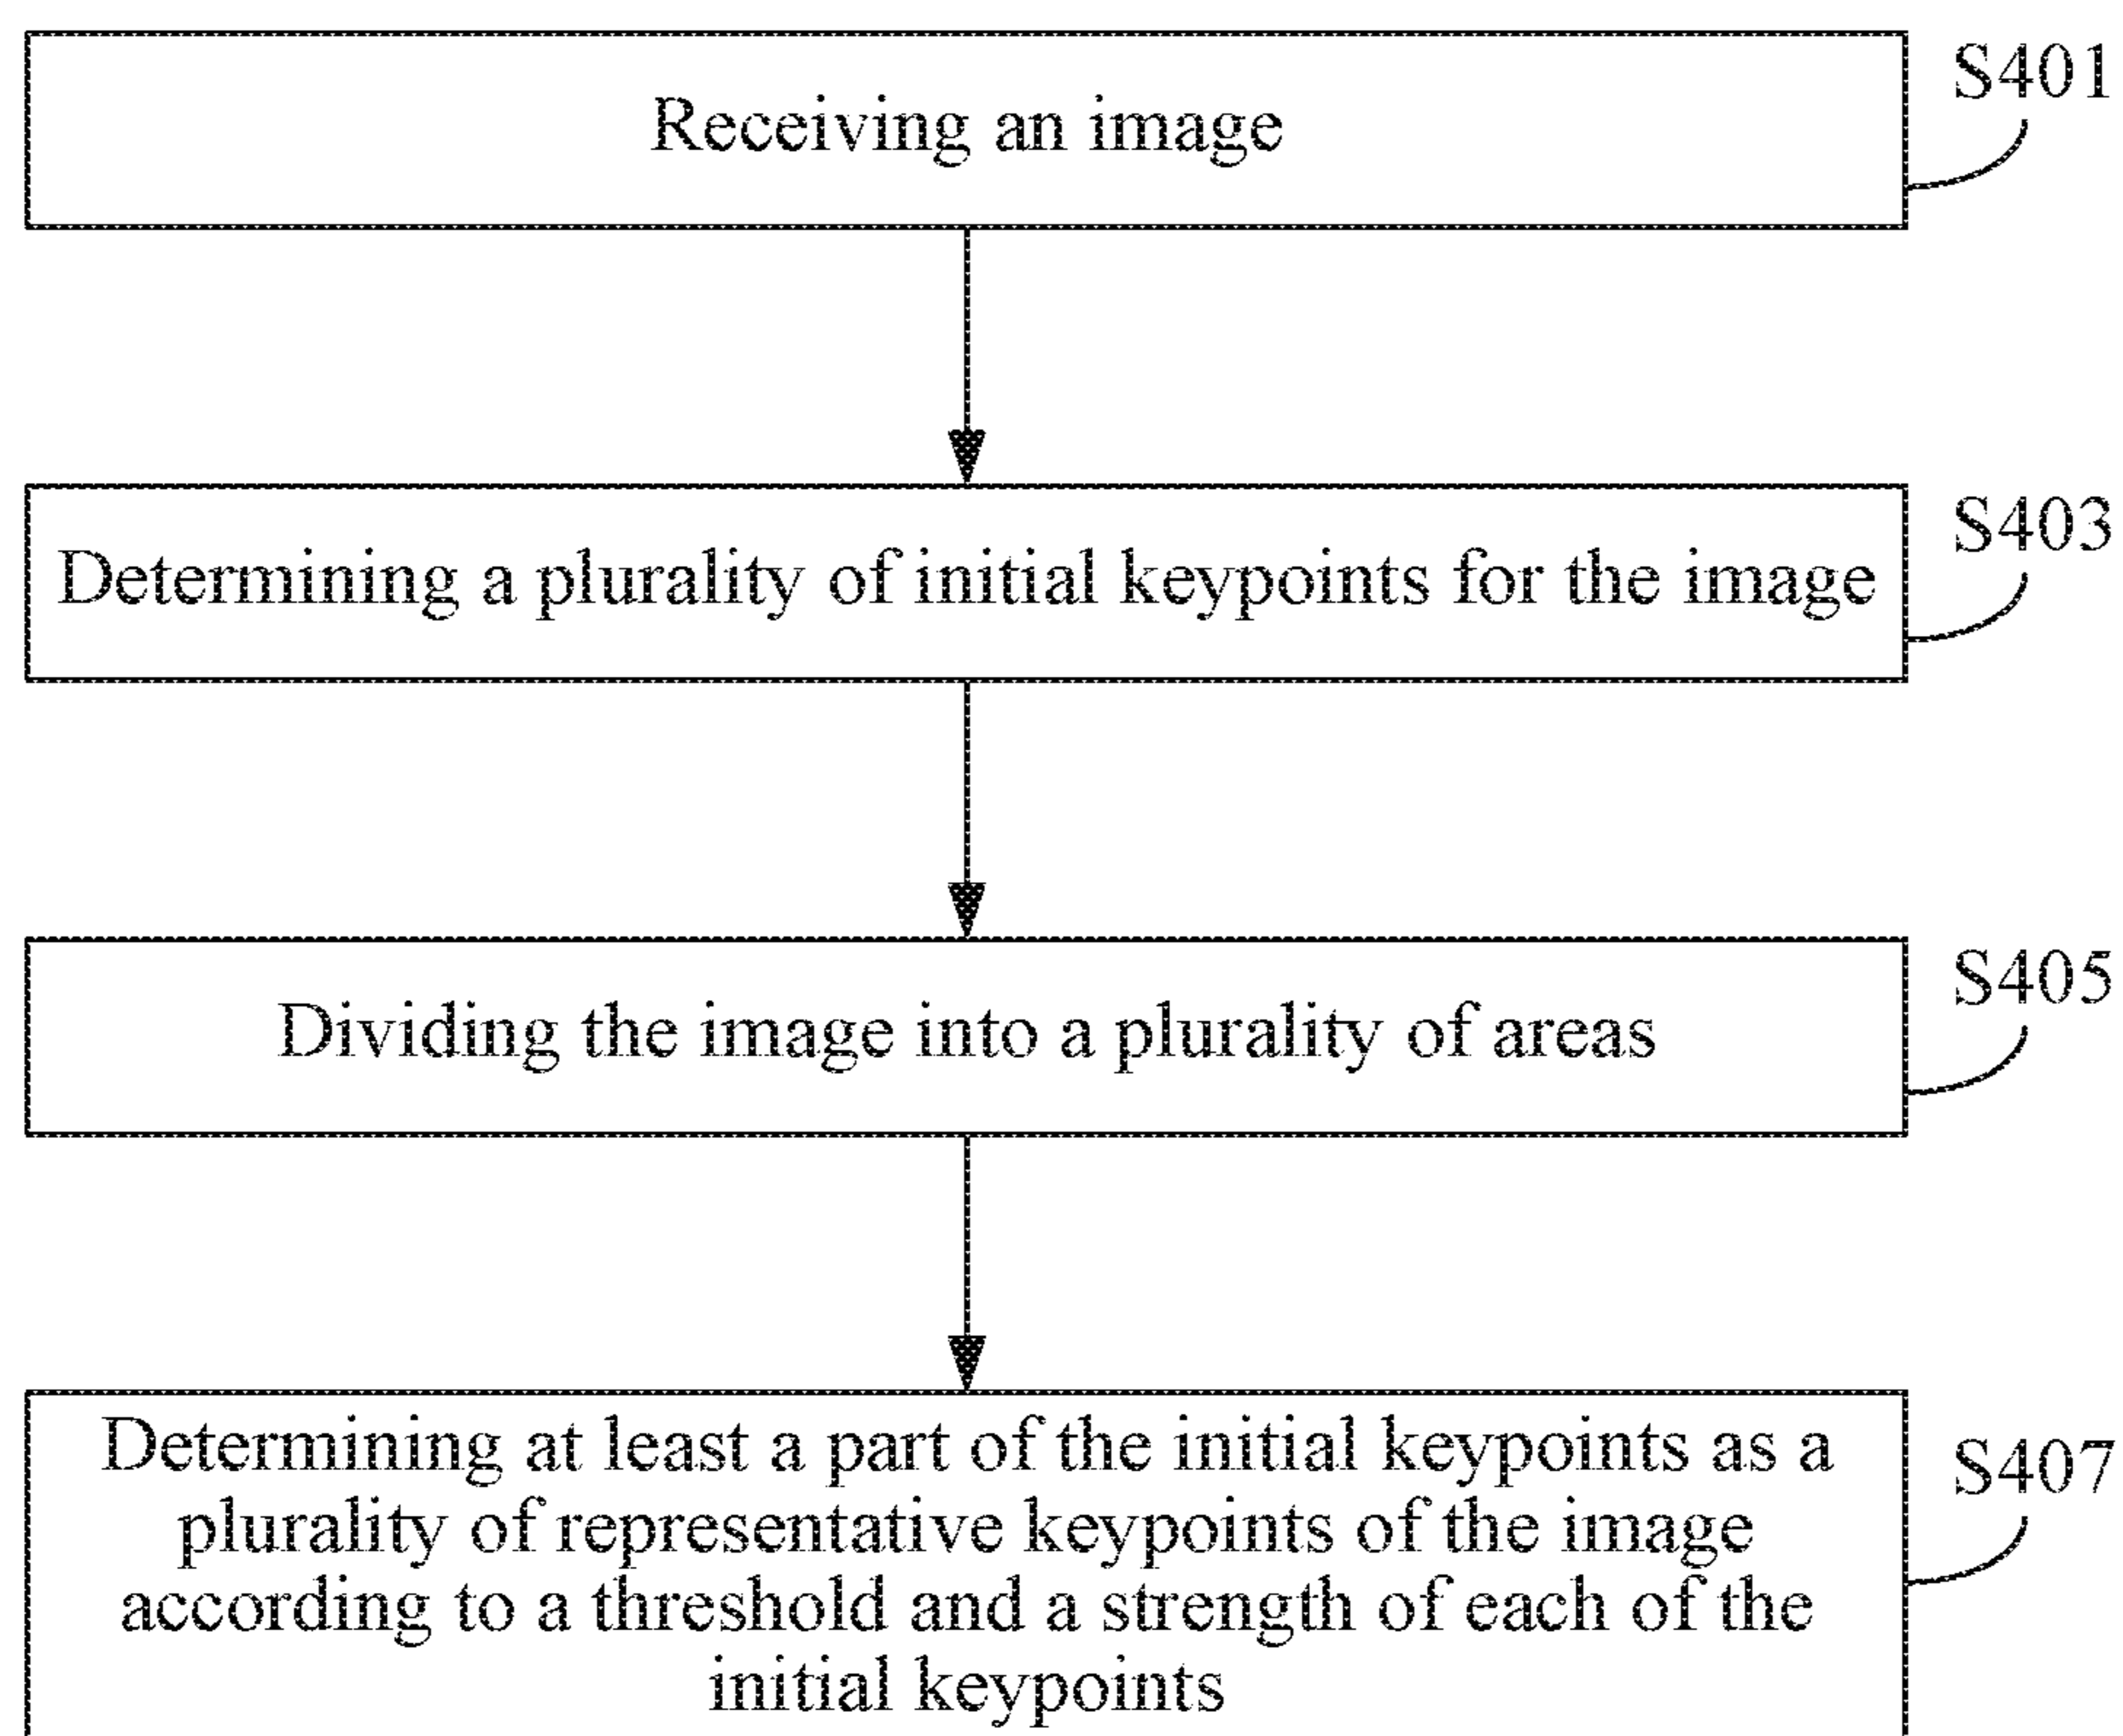 Receiving an image
S401
Determining a plurality of initial keypoints for the image
S403
Dividing the image into a plurality of areas
S405
Determining at least a part of the initial keypoints as a
plurality of representative keypoints of the image
according to a threshold and a strength of each of the
initial keypoints
S407